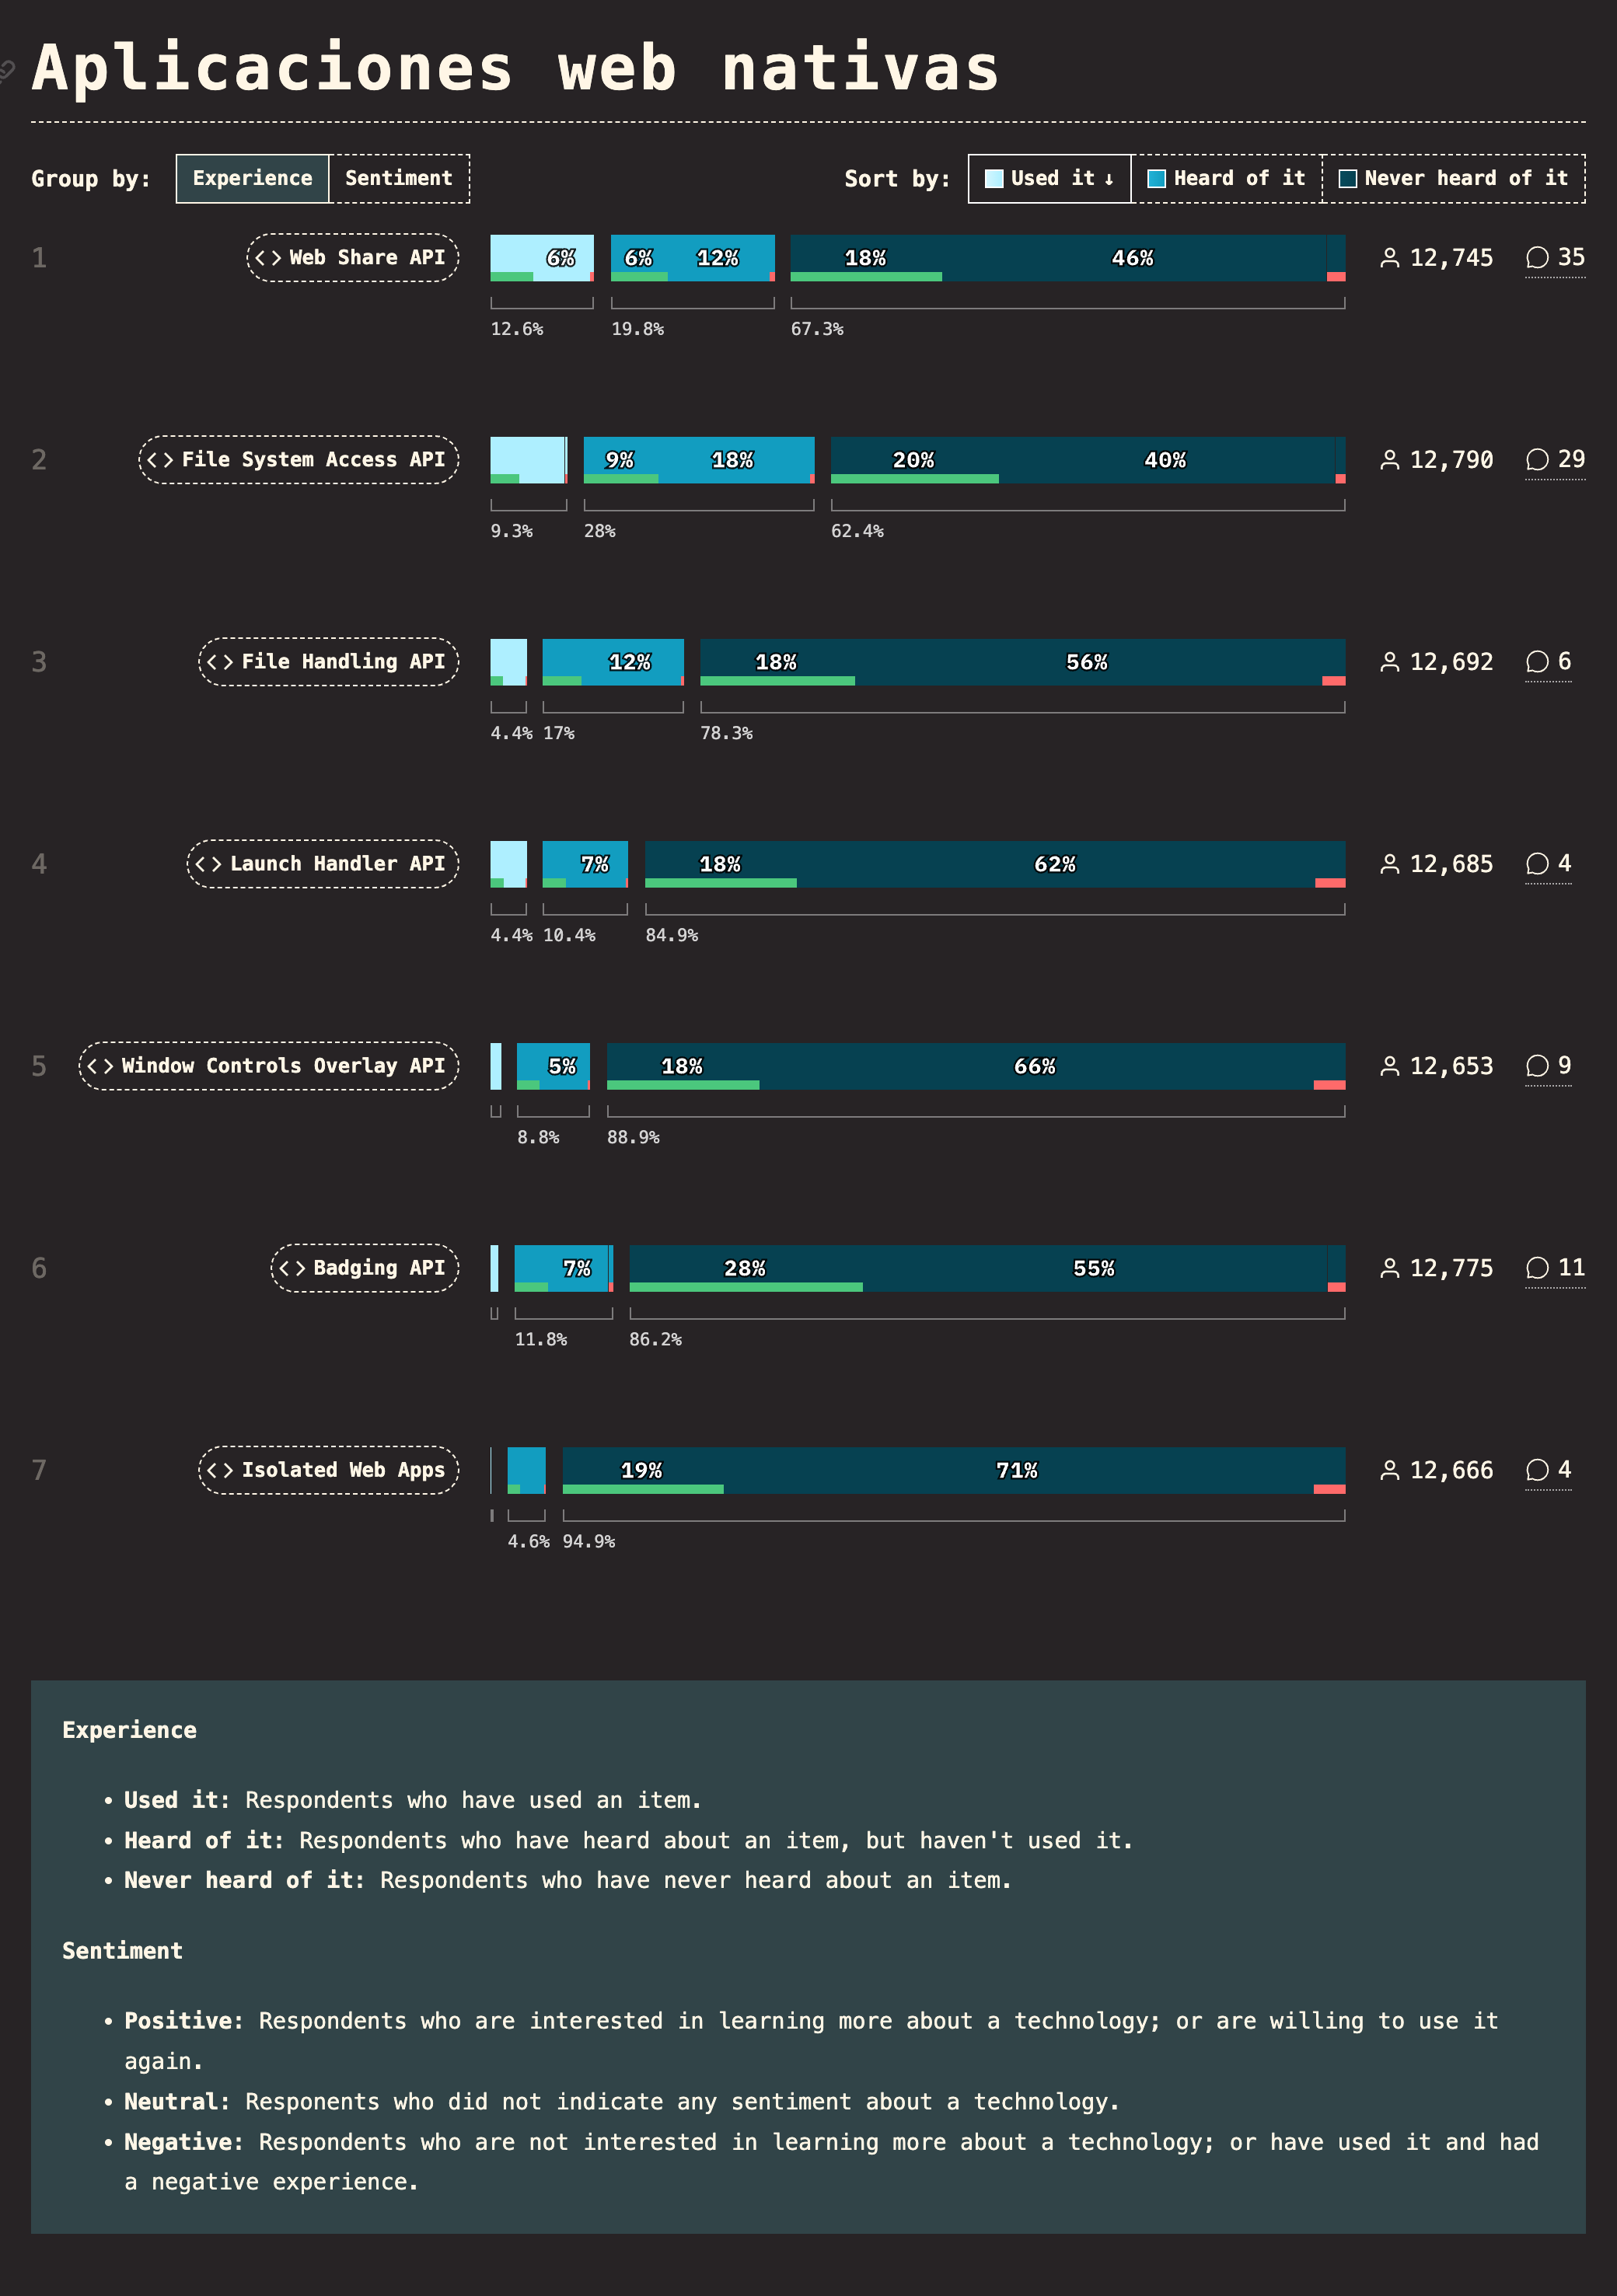 Aplicaciones web nativas
Group by: Experience Sentiment Sort by: Used it ↓ Heard of it Never heard of it
1 <> Web Share API 6% 6% 12% 18% 46% 12,745 35
12.6% 19.8% 67.3%
2 <> File System Access API 9% 18% 20% 40% 12,790 29
9.3% 28% 62.4%
3 <> File Handling API 12% 18% 56% 12,692 6
4.4% 17% 78.3%
4 <> Launch Handler API 7% 18% 62% 12,685 4
4.4% 10.4% 84.9%
5 <> Window Controls Overlay API 5% 18% 66% 12,653 9
8.8% 88.9%
6 <> Badging API 7% 28% 55% 12,775 11
11.8% 86.2%
7 <> Isolated Web Apps 19% 71% 12,666 4
4.6% 94.9%
Experience
• Used it: Respondents who have used an item.
• Heard of it: Respondents who have heard about an item, but haven't used it.
• Never heard of it: Respondents who have never heard about an item.
Sentiment
• Positive: Respondents who are interested in learning more about a technology; or are willing to use it
again.
• Neutral: Responents who did not indicate any sentiment about a technology.
• Negative: Respondents who are not interested in learning more about a technology; or have used it and had
a negative experience.